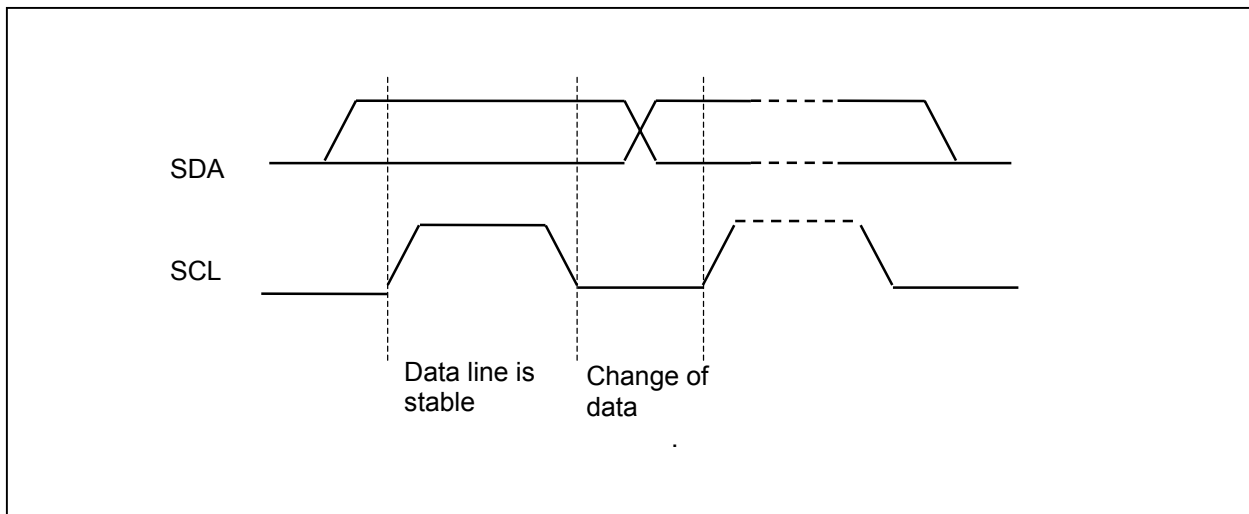 SDA
SCL
Data line is
stable
Change of
data
.